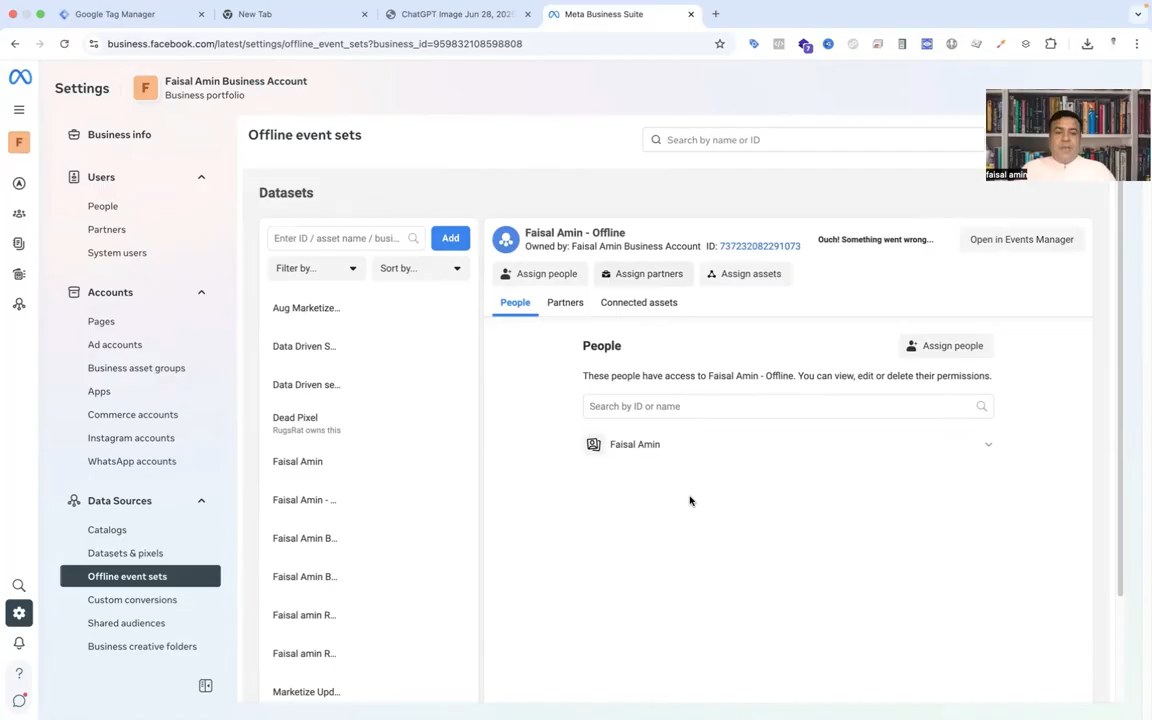 Google Tag Manager
New Tab
ChatGPT Image Jun 28, 202
Meta Business Suite
business.facebook.com/latest/settings/offline_event_sets?business_id=959832108598808
7
Settings
F
Faisal Amin Business Account
Business portfolio
F
Business info
Users
People
Partners
System users
Accounts
Pages
Ad accounts
Business asset groups
Apps
Commerce accounts
Instagram accounts
WhatsApp accounts
Data Sources
Catalogs
Datasets & pixels
Offline event sets
Custom conversions
Shared audiences
Business creative folders
Offline event sets
Search by name or ID
faisal amin
Datasets
Enter ID / asset name / busi...
Add
Filter by...
Sort by...
Aug Marketize...
Data Driven S...
Data Driven se...
Dead Pixel
RugsRat owns this
Faisal Amin
Faisal Amin - ...
Faisal Amin B...
Faisal Amin B...
Faisal amin R...
Faisal amin R...
Marketize Upd...
Faisal Amin - Offline
Owned by: Faisal Amin Business Account ID: 737232082291073
Ouch! Something went wrong...
Open in Events Manager
Assign people
Assign partners
Assign assets
People
Partners
Connected assets
People
Assign people
These people have access to Faisal Amin - Offline. You can view, edit or delete their permissions.
Search by ID or name
Faisal Amin